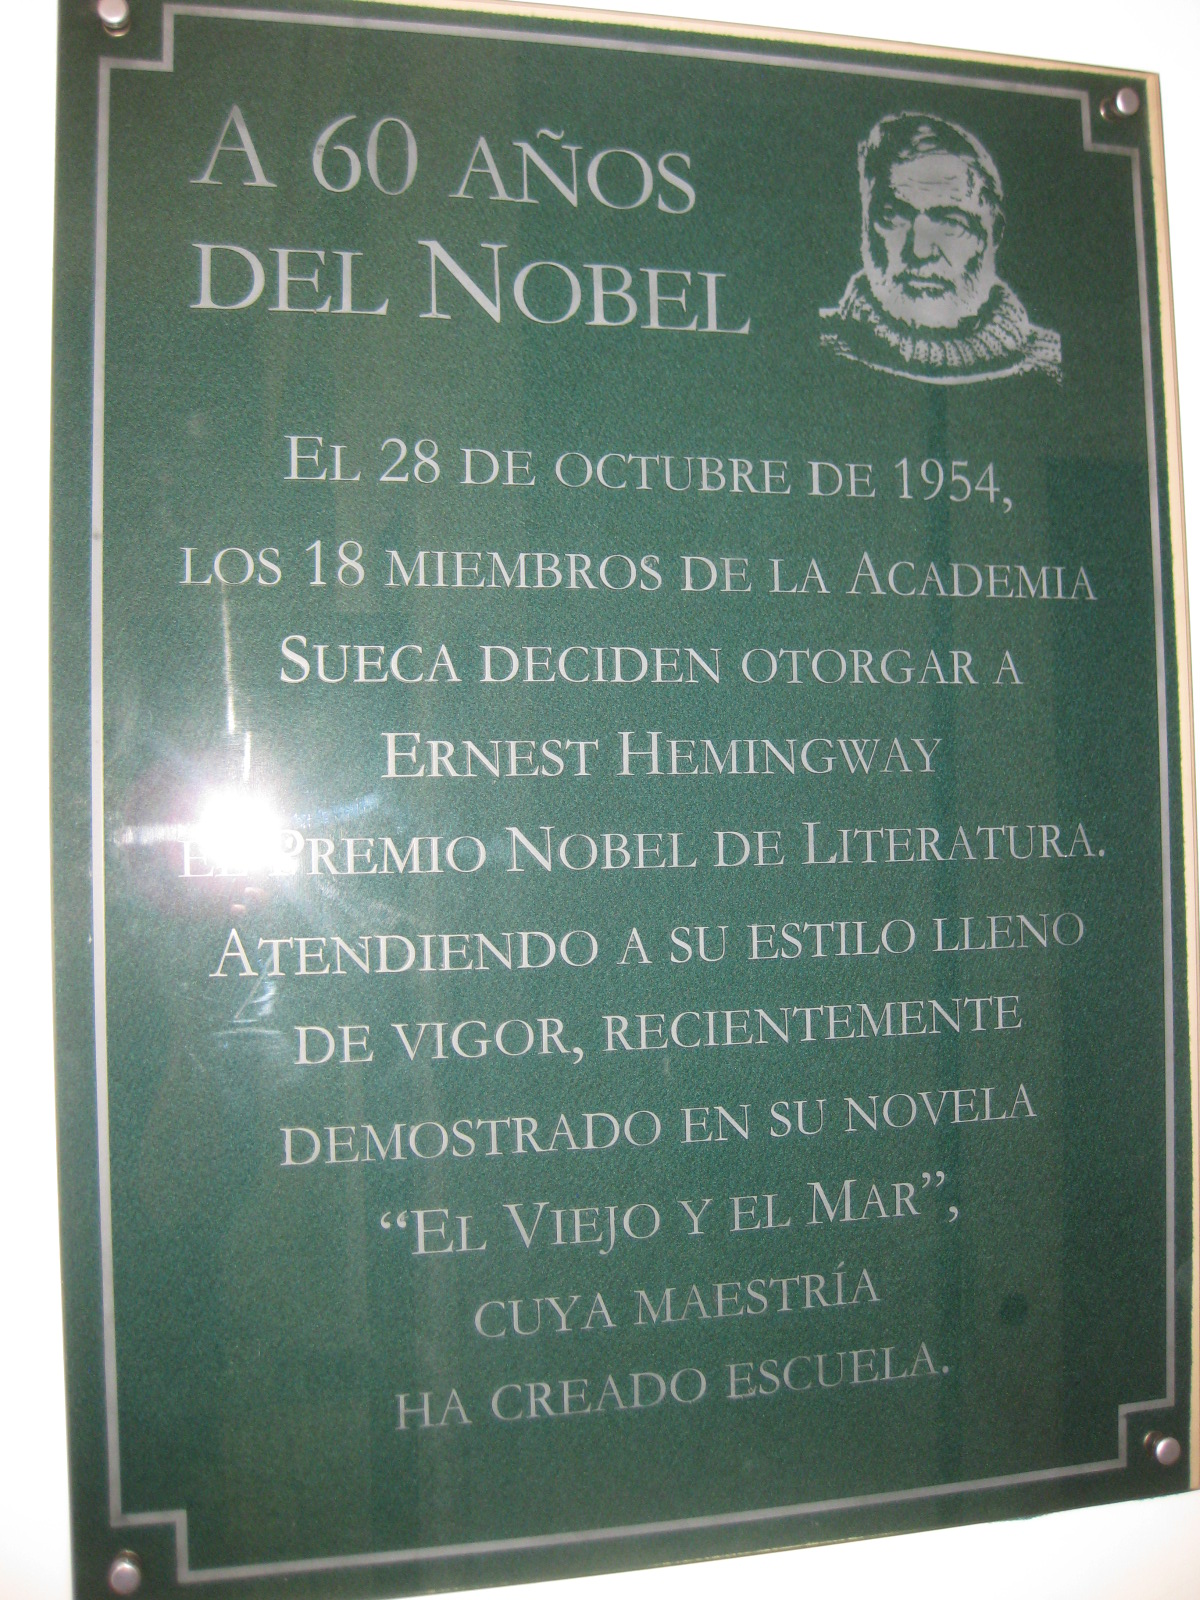 A 60 AÑOS
DEL NOBEL
EL 28 DE OCTUBRE DE 1954,
LOS 18 MIEMBROS DE LA ACADEMIA
SUECA DECIDEN OTORGAR A
ERNEST HEMINGWAY
EL PREMIO NOBEL DE LITERATURA.
ATENDIENDO A SU ESTILO LLENO
DE VIGOR, RECIENTEMENTE
DEMOSTRADO EN SU NOVELA
“EL VIEJO Y EL MAR”,
CUYA MAESTRÍA
HA CREADO ESCUELA.